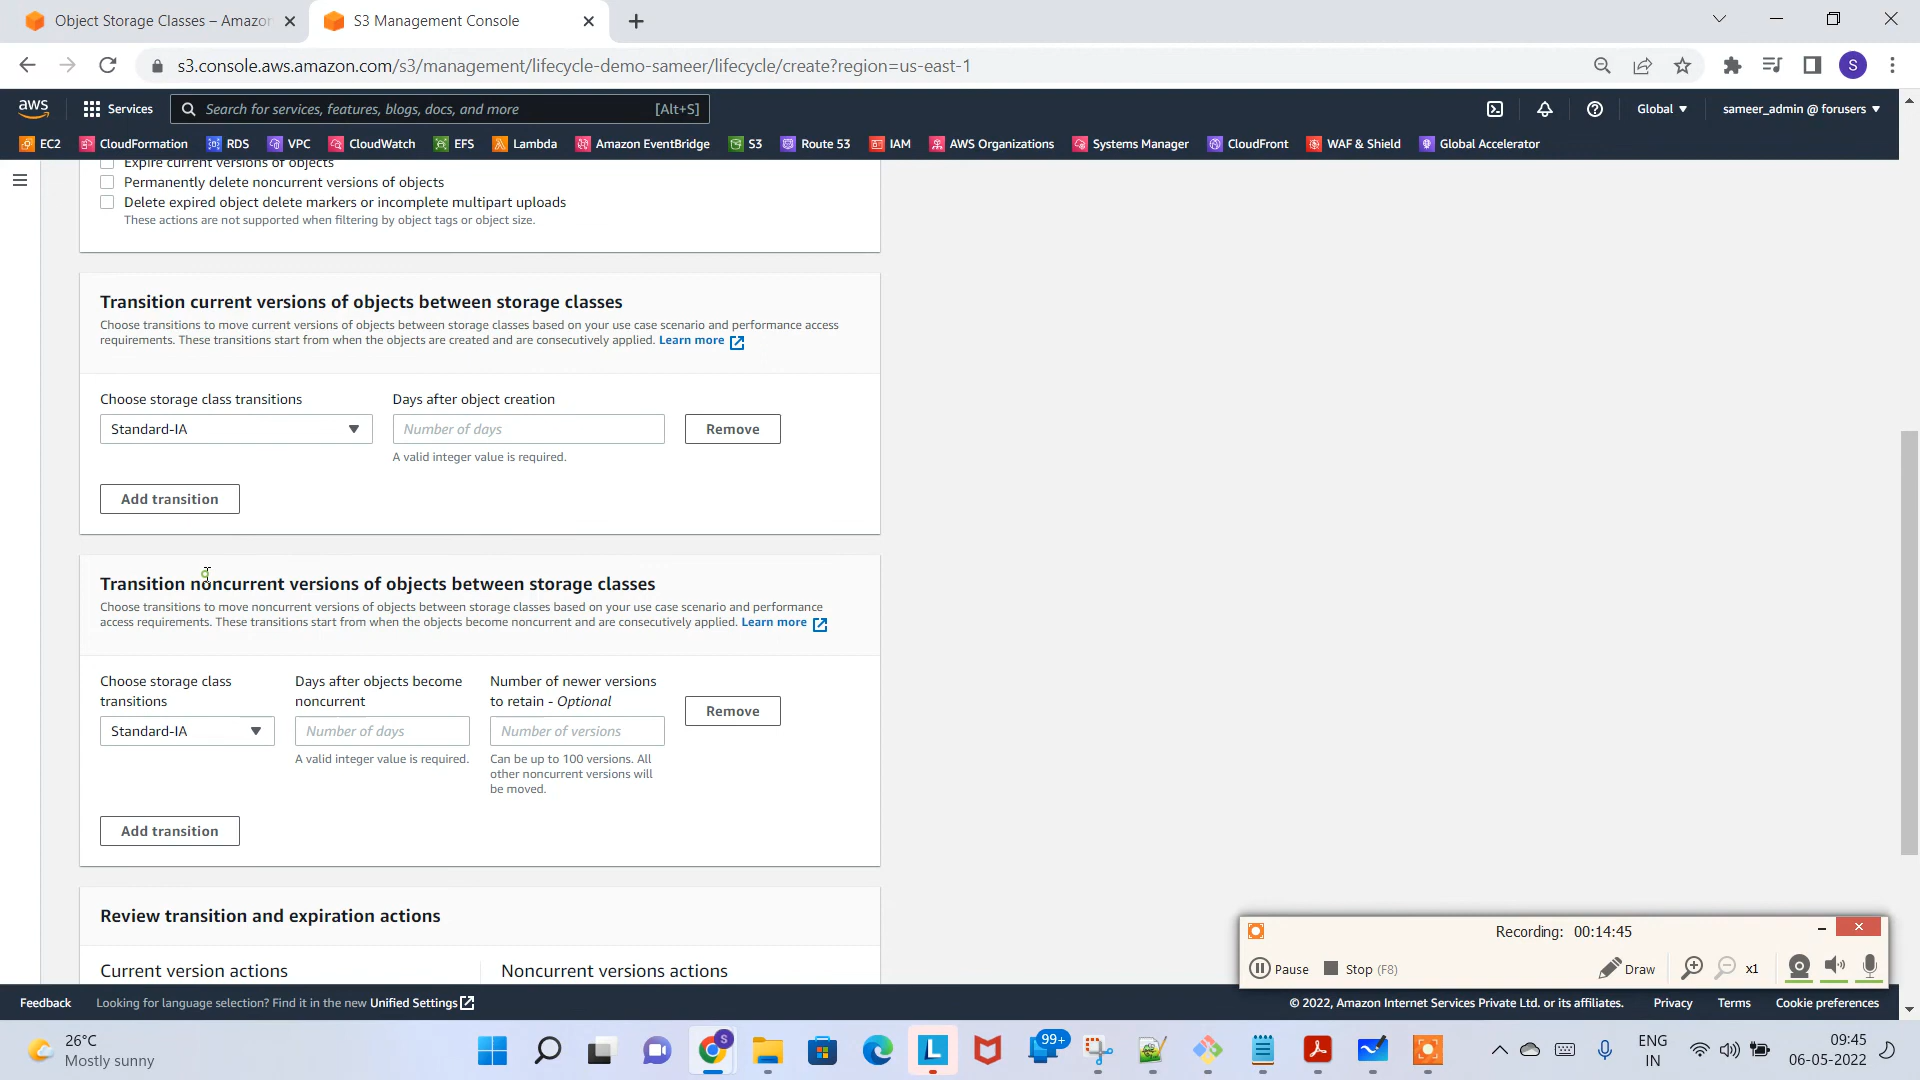 Object Storage Classes – Amazon
S3 Management Console
s3.console.aws.amazon.com/s3/management/lifecycle-demo-sameer/lifecycle/create?region=us-east-1
S
aws
Services
Search for services, features, blogs, docs, and more
[Alt+S]
Global
sameer_admin @ forusers
EC2
CloudFormation
RDS
VPC
CloudWatch
EFS
Lambda
Amazon EventBridge
S3
Route 53
IAM
AWS Organizations
Systems Manager
CloudFront
WAF & Shield
Global Accelerator
Expire current versions of objects
Permanently delete noncurrent versions of objects
Delete expired object delete markers or incomplete multipart uploads
These actions are not supported when filtering by object tags or object size.
Transition current versions of objects between storage classes
Choose transitions to move current versions of objects between storage classes based on your use case scenario and performance access
requirements. These transitions start from when the objects are created and are consecutively applied. Learn more
Choose storage class transitions
Days after object creation
Standard-IA
Number of days
Remove
A valid integer value is required.
Add transition
Transition noncurrent versions of objects between storage classes
Choose transitions to move noncurrent versions of objects between storage classes based on your use case scenario and performance
access requirements. These transitions start from when the objects become noncurrent and are consecutively applied. Learn more
Choose storage class
transitions
Days after objects become
noncurrent
Number of newer versions
to retain - Optional
Remove
Standard-IA
Number of days
Number of versions
A valid integer value is required.
Can be up to 100 versions. All
other noncurrent versions will
be moved.
Add transition
Review transition and expiration actions
Current version actions
Noncurrent versions actions
Recording: 00:14:45
Pause
Stop (F8)
Draw
x1
Feedback
Looking for language selection? Find it in the new Unified Settings
© 2022, Amazon Internet Services Private Ltd. or its affiliates.
Privacy
Terms
Cookie preferences
26°C
Mostly sunny
S
L
99+
ENG
IN
09:45
06-05-2022